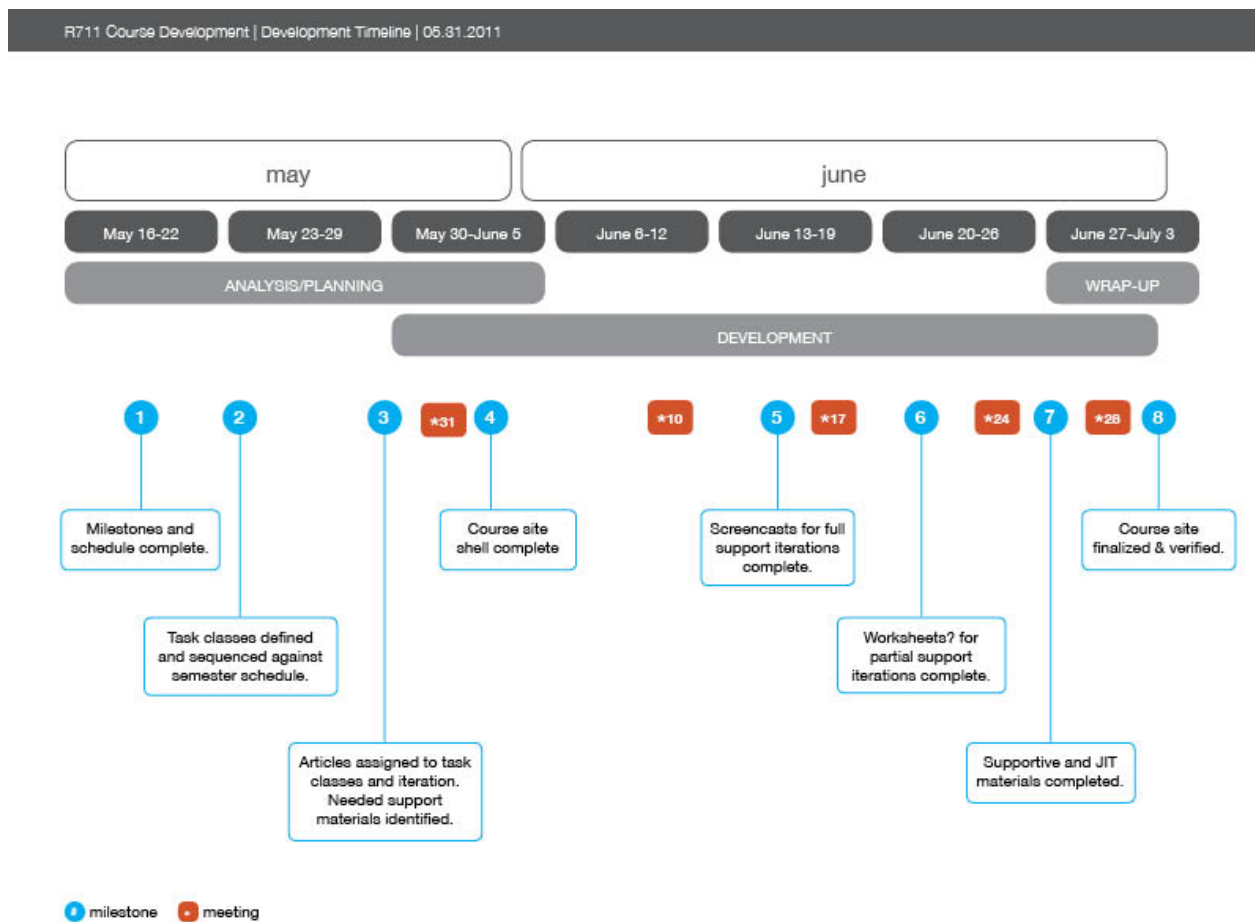 R711 Course Development | Development Timeline | 05.31.2011
may
june
May 16-22
May 23-29
May 30-June 5
June 6-12
June 13-19
June 20-26
June 27-July 3
ANALYSIS/PLANNING
WRAP-UP
DEVELOPMENT
1
2
3
*31
4
*10
5
*17
6
*24
7
*28
8
Milestones and
schedule complete.
Course site
shell complete
Screencasts for full
support iterations
complete.
Course site
finalized & verified.
Task classes defined
and sequenced against
semester schedule.
Worksheets? for
partial support
iterations complete.
Articles assigned to task
classes and iteration.
Needed support
materials identified.
Supportive and JIT
materials completed.
# milestone
* meeting